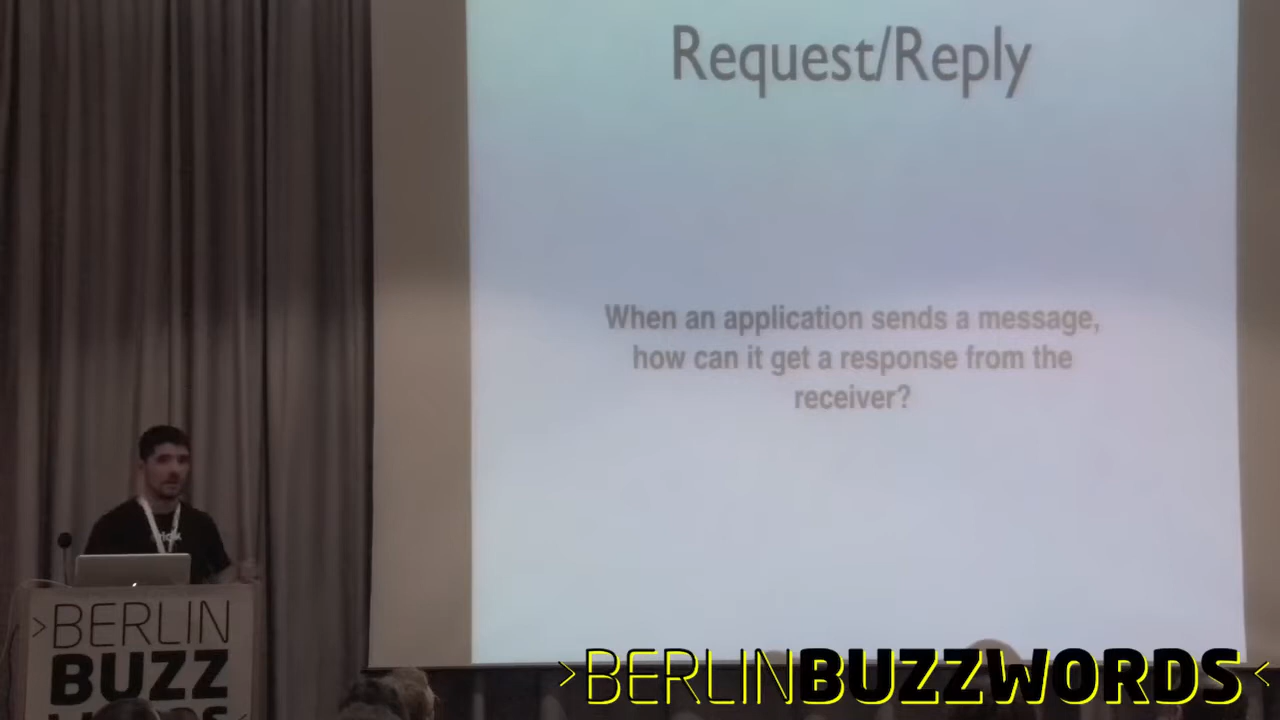 Request/Reply
When an application sends a message,
how can it get a response from the
receiver?
>BERLIN
BUZZ
>BERLINBUZZWORDS<